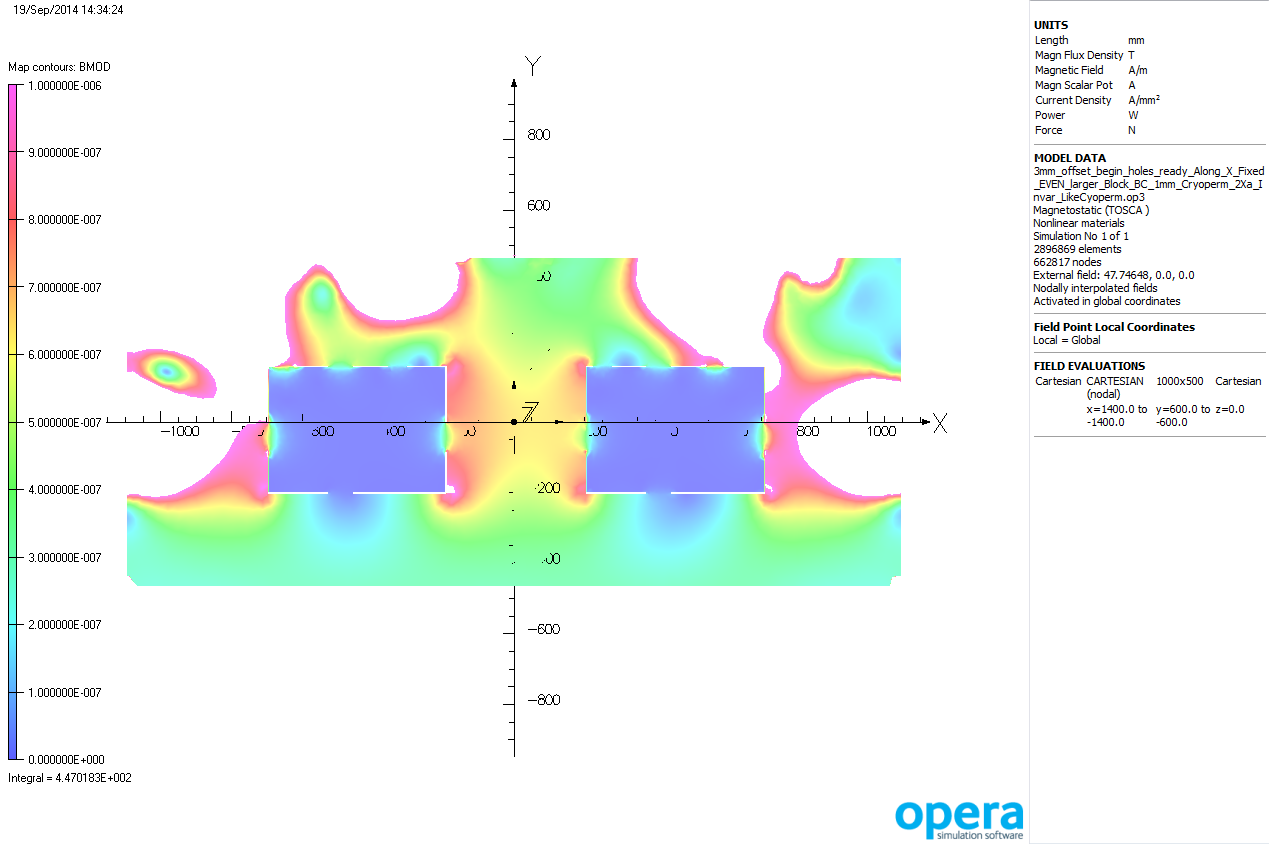 19/Sep/2014 14:34:24
Map contours: BMOD
1.000000E-006
9.000000E-007
8.000000E-007
7.000000E-007
6.000000E-007
5.000000E-007
4.000000E-007
3.000000E-007
2.000000E-007
1.000000E-007
0.000000E+000
Integral = 4.470183E+002
Y
800
600
-1000
800
1000
X
Z
-200
-600
-800
UNITS
Length mm
Magn Flux Density T
Magnetic Field A/m
Magn Scalar Pot A
Current Density A/mm²
Power W
Force N
MODEL DATA
3mm_offset_begin_holes_ready_Along_X_Fixed
_EVEN_larger_Block_BC_1mm_Cryoperm_2Xa_I
nvar_LikeCyoperm.op3
Magnetostatic (TOSCA )
Nonlinear materials
Simulation No 1 of 1
2896869 elements
662817 nodes
External field: 47.74648, 0.0, 0.0
Nodally interpolated fields
Activated in global coordinates
Field Point Local Coordinates
Local = Global
FIELD EVALUATIONS
Cartesian CARTESIAN 1000x500 Cartesian
(nodal)
x=1400.0 to y=600.0 to z=0.0
-1400.0 -600.0
opera
simulation software